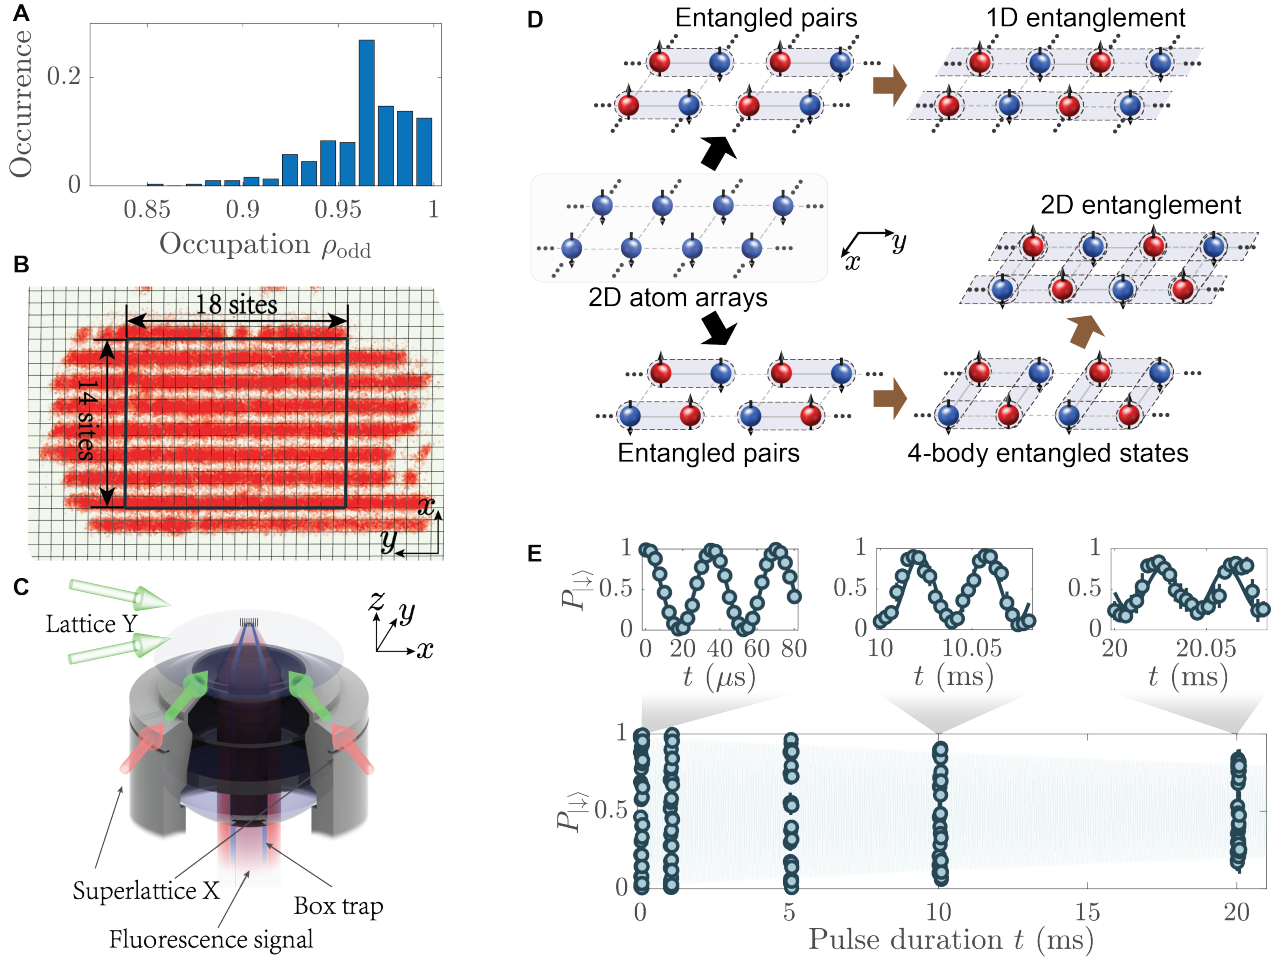 A
Occurrence
0.2
0
0.85
0.9
0.95
1
Occupation ρodd
B
18 sites
14 sites
x
y
C
Lattice Y
z
y
x
Superlattice X
Box trap
Fluorescence signal
D
Entangled pairs
1D entanglement
2D atom arrays
x
y
2D entanglement
Entangled pairs
4-body entangled states
E
P|↓⟩
1
0.5
0
0 20 40 60 80
t (μs)
1
0.5
0
10 10.05
t (ms)
1
0.5
0
20 20.05
t (ms)
P|↓⟩
1
0.5
0
0 5 10 15 20
Pulse duration t (ms)